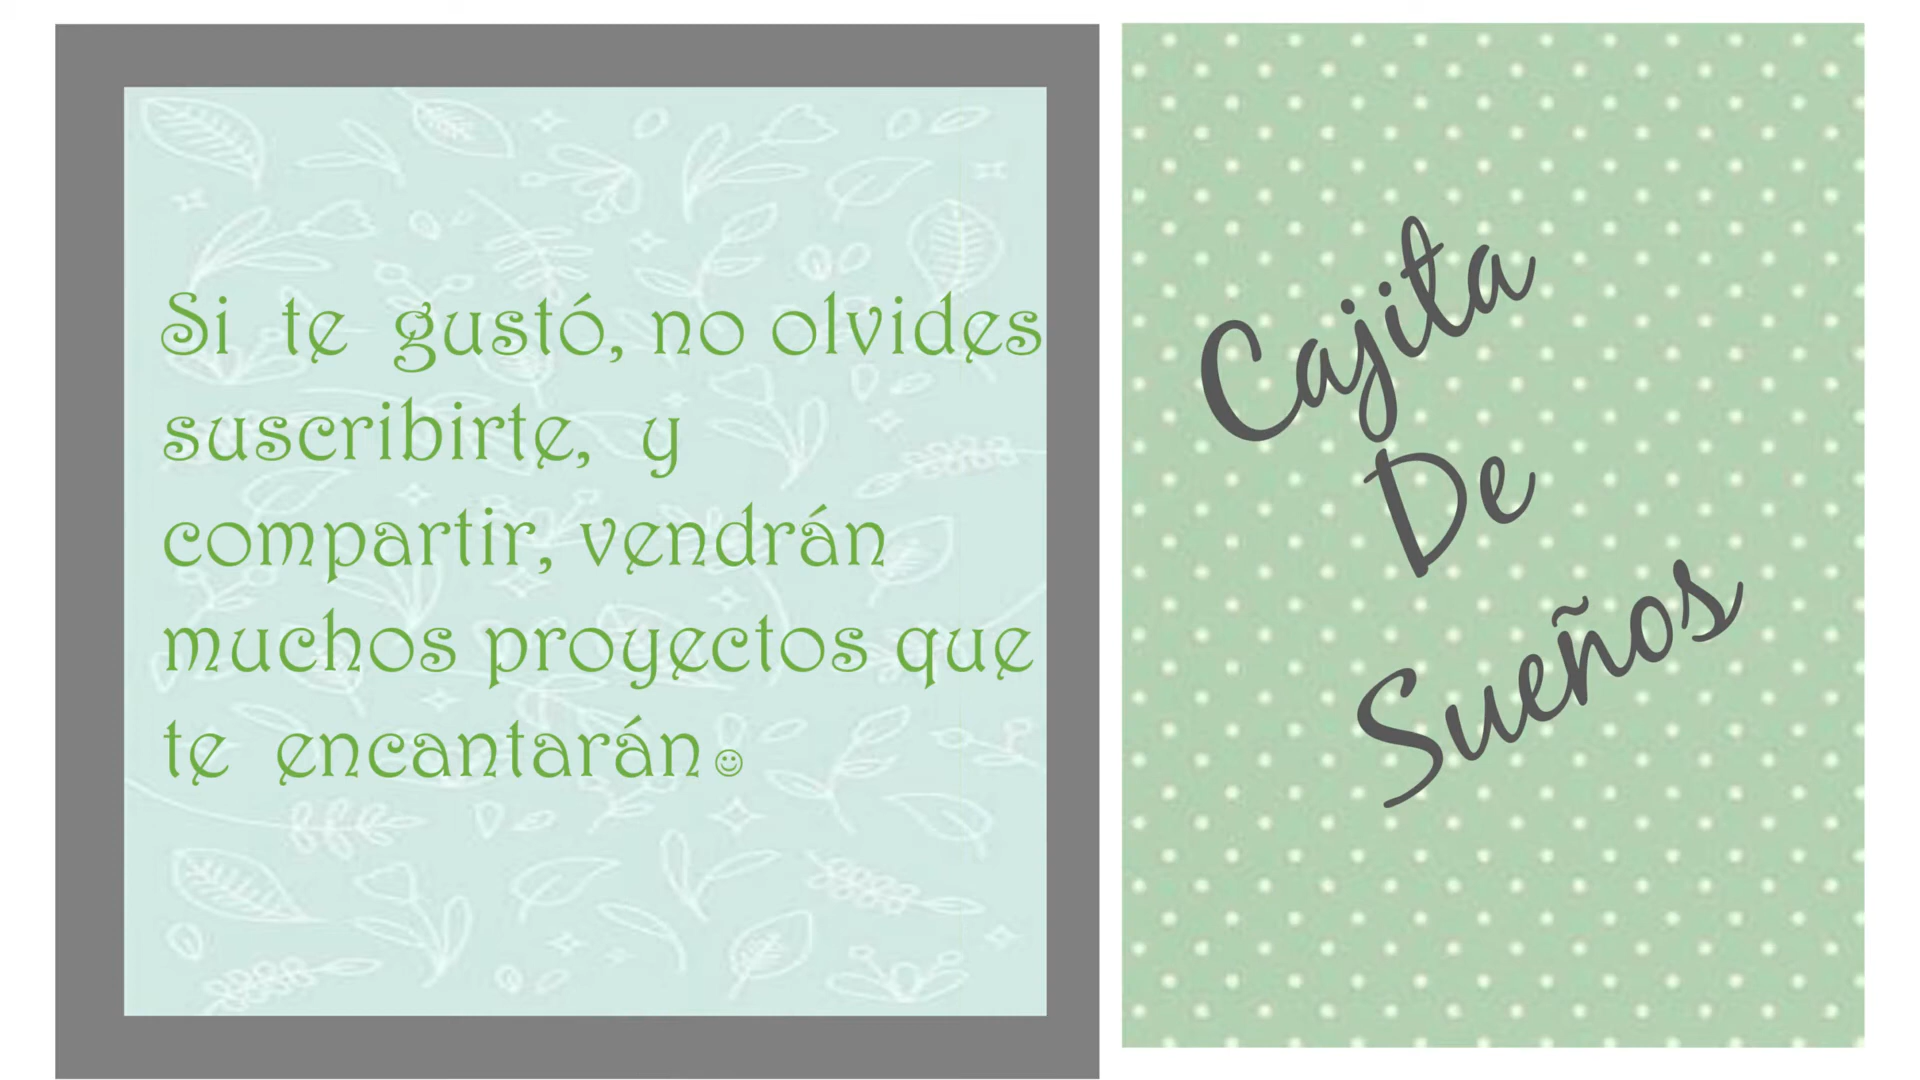 Si te gustó, no olvides
suscribirte, y
compartir, vendrán
muchos proyectos que
te encantarán☺
Cajita
De
Sueños